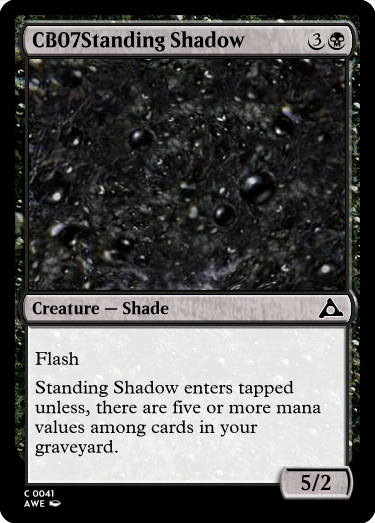 CB07Standing Shadow 3
Creature — Shade
Flash
Standing Shadow enters tapped
unless, there are five or more mana
values among cards in your
graveyard.
5/2
C 0041
AWE